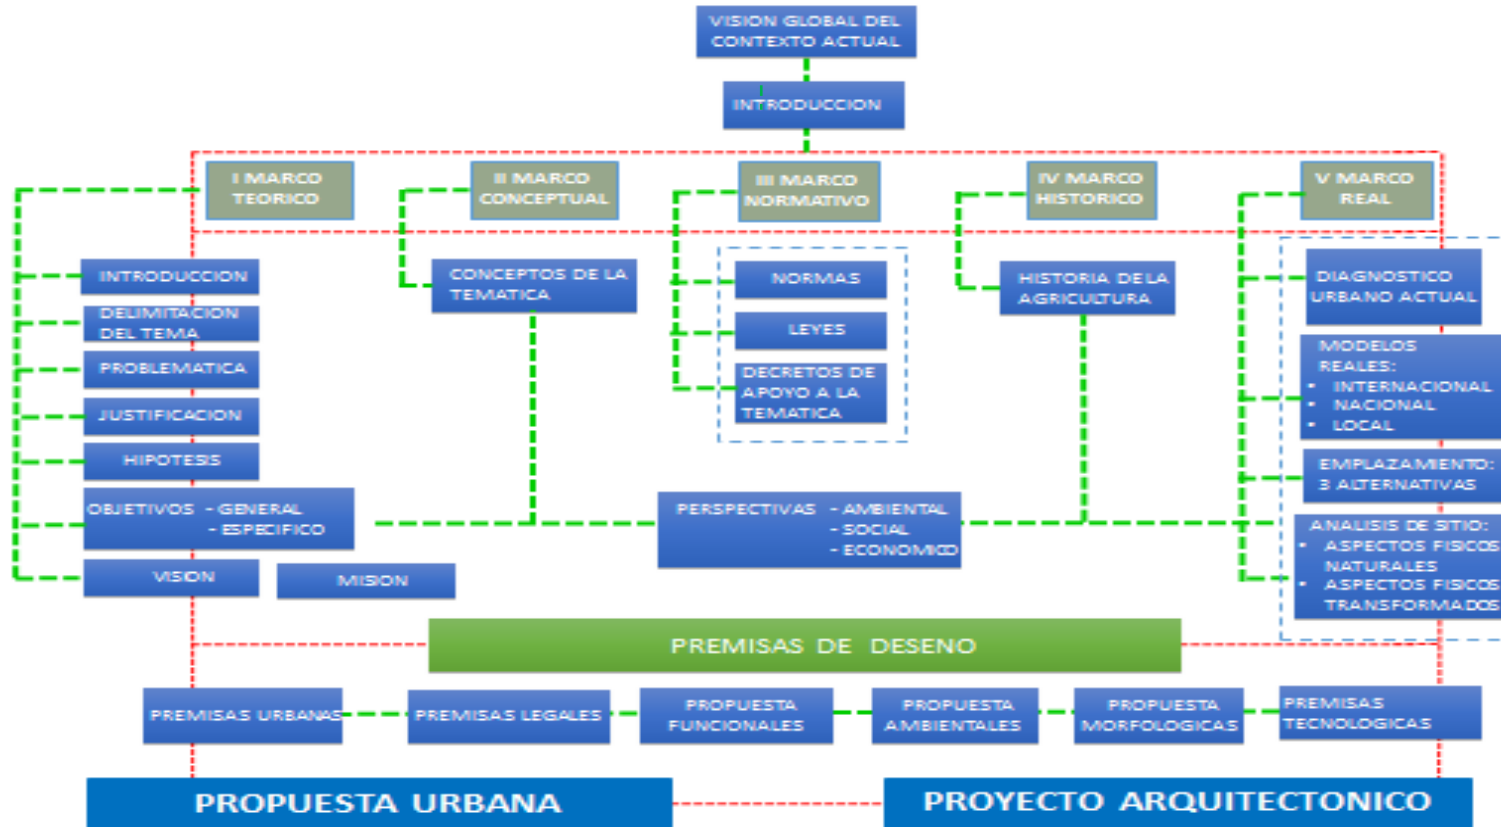 VISION GLOBAL DEL
CONTEXTO ACTUAL
INTRODUCCION
I MARCO
TEORICO
II MARCO
CONCEPTUAL
III MARCO
NORMATIVO
IV MARCO
HISTORICO
V MARCO
REAL
INTRODUCCION
DELIMITACION
DEL TEMA
PROBLEMATICA
JUSTIFICACION
HIPOTESIS
OBJETIVOS - GENERAL
- ESPECIFICO
VISION
MISION
CONCEPTOS DE LA
TEMATICA
NORMAS
LEYES
DECRETOS DE
APOYO A LA
TEMATICA
PERSPECTIVAS - AMBIENTAL
- SOCIAL
- ECONOMICO
HISTORIA DE LA
AGRICULTURA
DIAGNOSTICO
URBANO ACTUAL
MODELOS
REALES:
• INTERNACIONAL
• NACIONAL
• LOCAL
EMPLAZAMIENTO:
3 ALTERNATIVAS
ANALISIS DE SITIO:
• ASPECTOS FISICOS
NATURALES
• ASPECTOS FISICOS
TRANSFORMADOS
PREMISAS DE DESENO
PREMISAS URBANAS
PREMISAS LEGALES
PROPUESTA
FUNCIONALES
PROPUESTA
AMBIENTALES
PROPUESTA
MORFOLOGICAS
PREMISAS
TECNOLOGICAS
PROPUESTA URBANA
PROYECTO ARQUITECTONICO